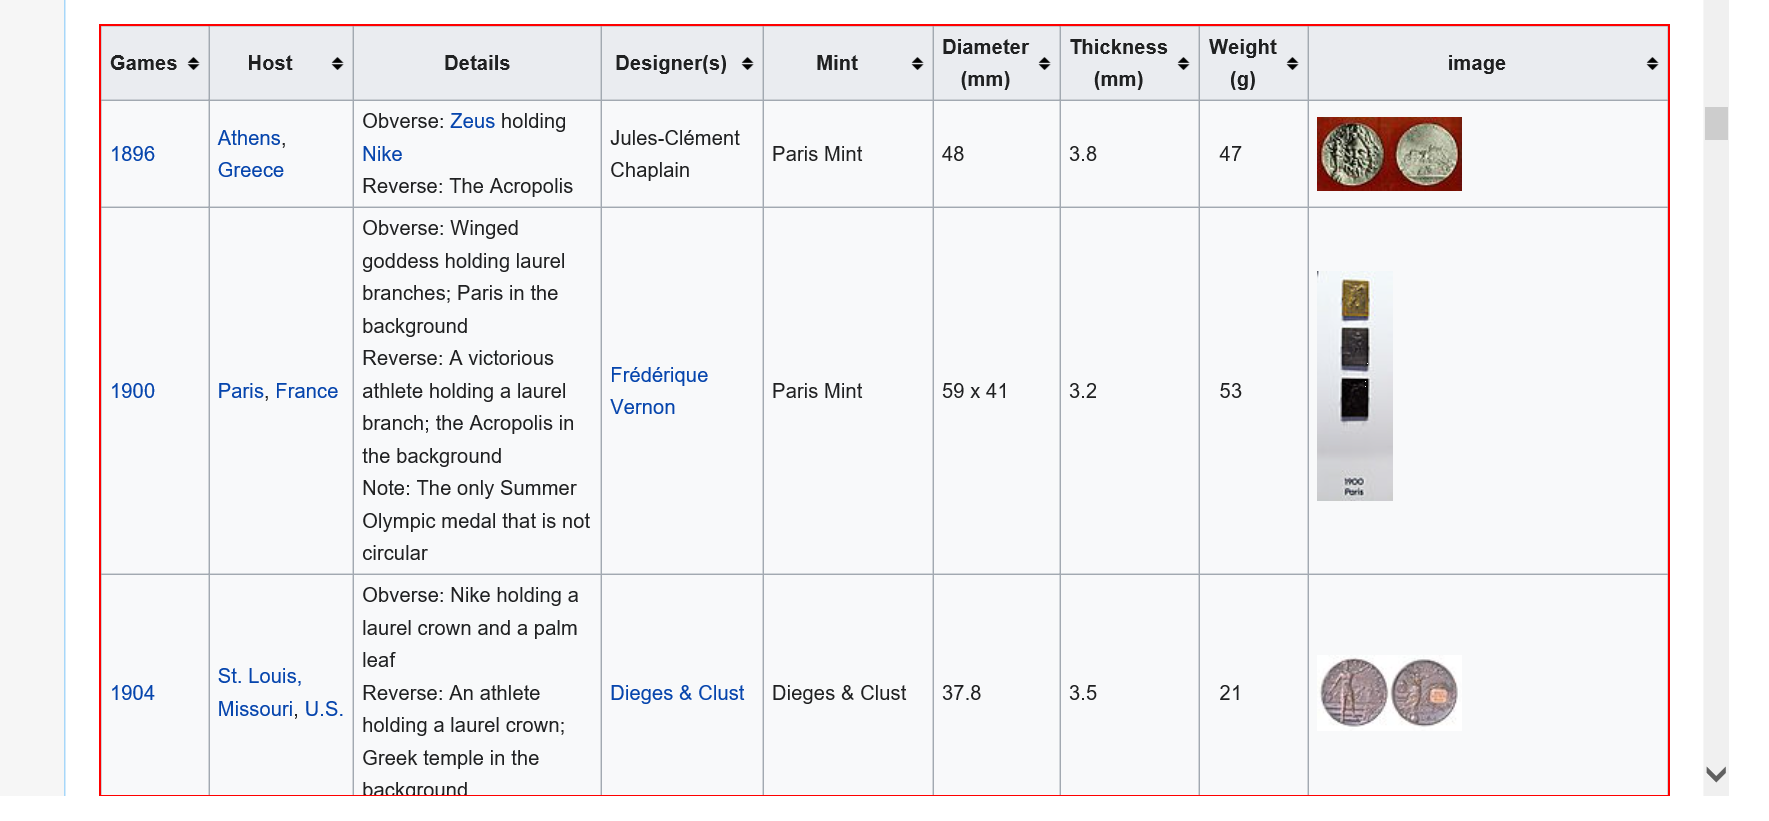 Games Host Details Designer(s) Mint Diameter (mm) Thickness (mm) Weight (g) image
1896
Athens,
Greece
Obverse: Zeus holding
Nike
Reverse: The Acropolis
Jules-Clément
Chaplain
Paris Mint
48
3.8
47
1900
Paris, France
Obverse: Winged
goddess holding laurel
branches; Paris in the
background
Reverse: A victorious
athlete holding a laurel
branch; the Acropolis in
the background
Note: The only Summer
Olympic medal that is not
circular
Frédérique
Vernon
Paris Mint
59 x 41
3.2
53
1900
Paris
1904
St. Louis,
Missouri, U.S.
Obverse: Nike holding a
laurel crown and a palm
leaf
Reverse: An athlete
holding a laurel crown;
Greek temple in the
background
Dieges & Clust
Dieges & Clust
37.8
3.5
21